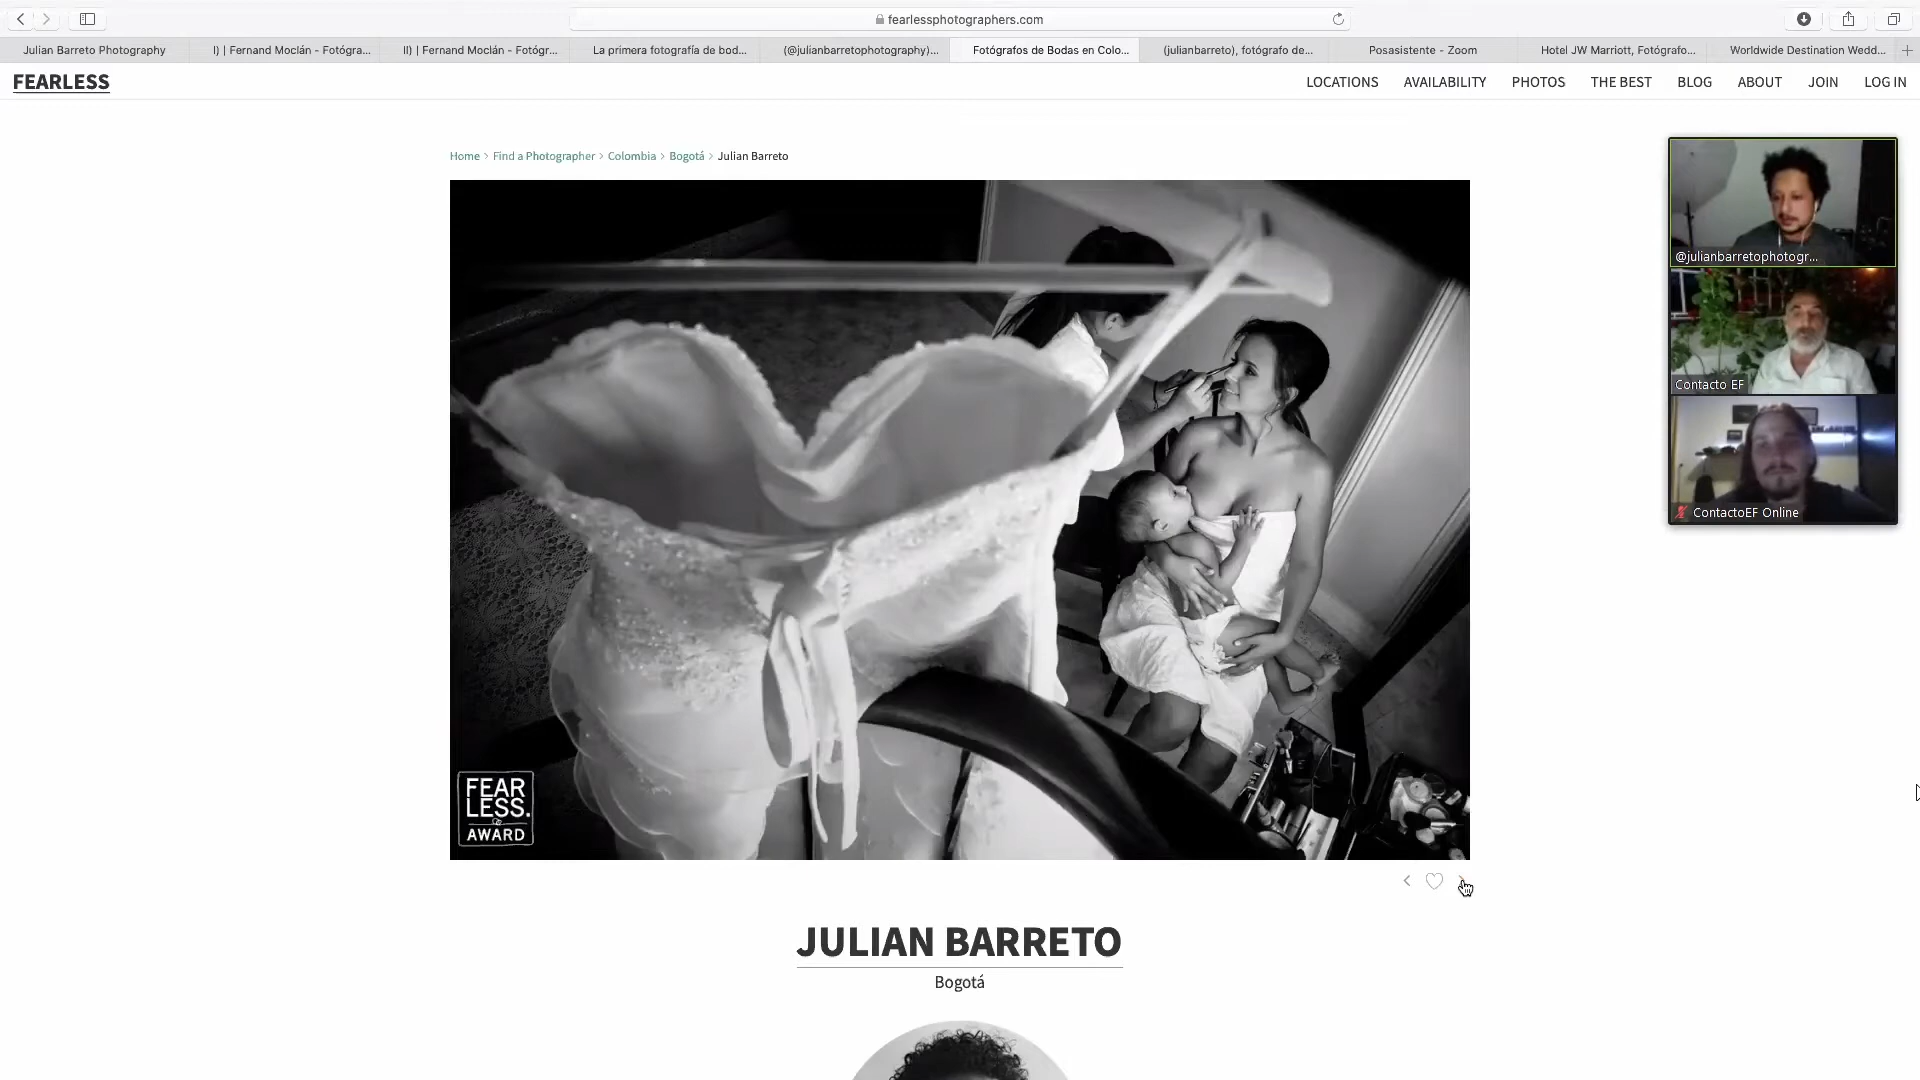 fearlessphotographers.com
Julian Barreto Photography
I) | Fernand Moclán - Fotógra...
II) | Fernand Moclán - Fotógr...
La primera fotografía de bod...
(@julianbarretophotography)...
Fotógrafos de Bodas en Colo...
(julianbarreto), fotógrafo de...
Posasistente - Zoom
Hotel JW Marriott, Fotógrafo...
Worldwide Destination Wedd...
FEARLESS
LOCATIONS
AVAILABILITY
PHOTOS
THE BEST
BLOG
ABOUT
JOIN
LOG IN
Home > Find a Photographer > Colombia > Bogotá > Julian Barreto
@julianbarretophotogr...
Contacto EF
ContactoEF Online
FEAR
LESS.
AWARD
JULIAN BARRETO
Bogotá